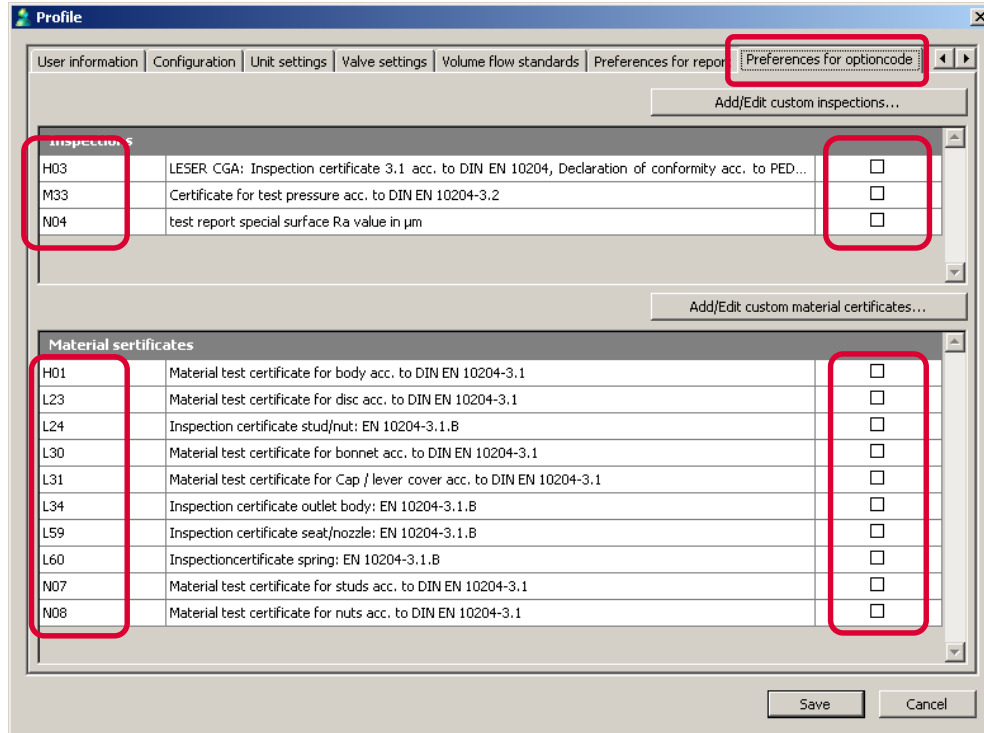 Profile
User information Configuration Unit settings Valve settings Volume flow standards Preferences for report Preferences for optioncode
Add/Edit custom inspections...
Inspections
H03 LESER CGA: Inspection certificate 3.1 acc. to DIN EN 10204, Declaration of conformity acc. to PED...
M33 Certificate for test pressure acc. to DIN EN 10204-3.2
N04 test report special surface Ra value in µm
Add/Edit custom material certificates...
Material sertificates
H01 Material test certificate for body acc. to DIN EN 10204-3.1
L23 Material test certificate for disc acc. to DIN EN 10204-3.1
L24 Inspection certificate stud/nut: EN 10204-3.1.B
L30 Material test certificate for bonnet acc. to DIN EN 10204-3.1
L31 Material test certificate for Cap / lever cover acc. to DIN EN 10204-3.1
L34 Inspection certificate outlet body: EN 10204-3.1.B
L59 Inspection certificate seat/nozzle: EN 10204-3.1.B
L60 Inspectioncertificate spring: EN 10204-3.1.B
N07 Material test certificate for studs acc. to DIN EN 10204-3.1
N08 Material test certificate for nuts acc. to DIN EN 10204-3.1
Save Cancel